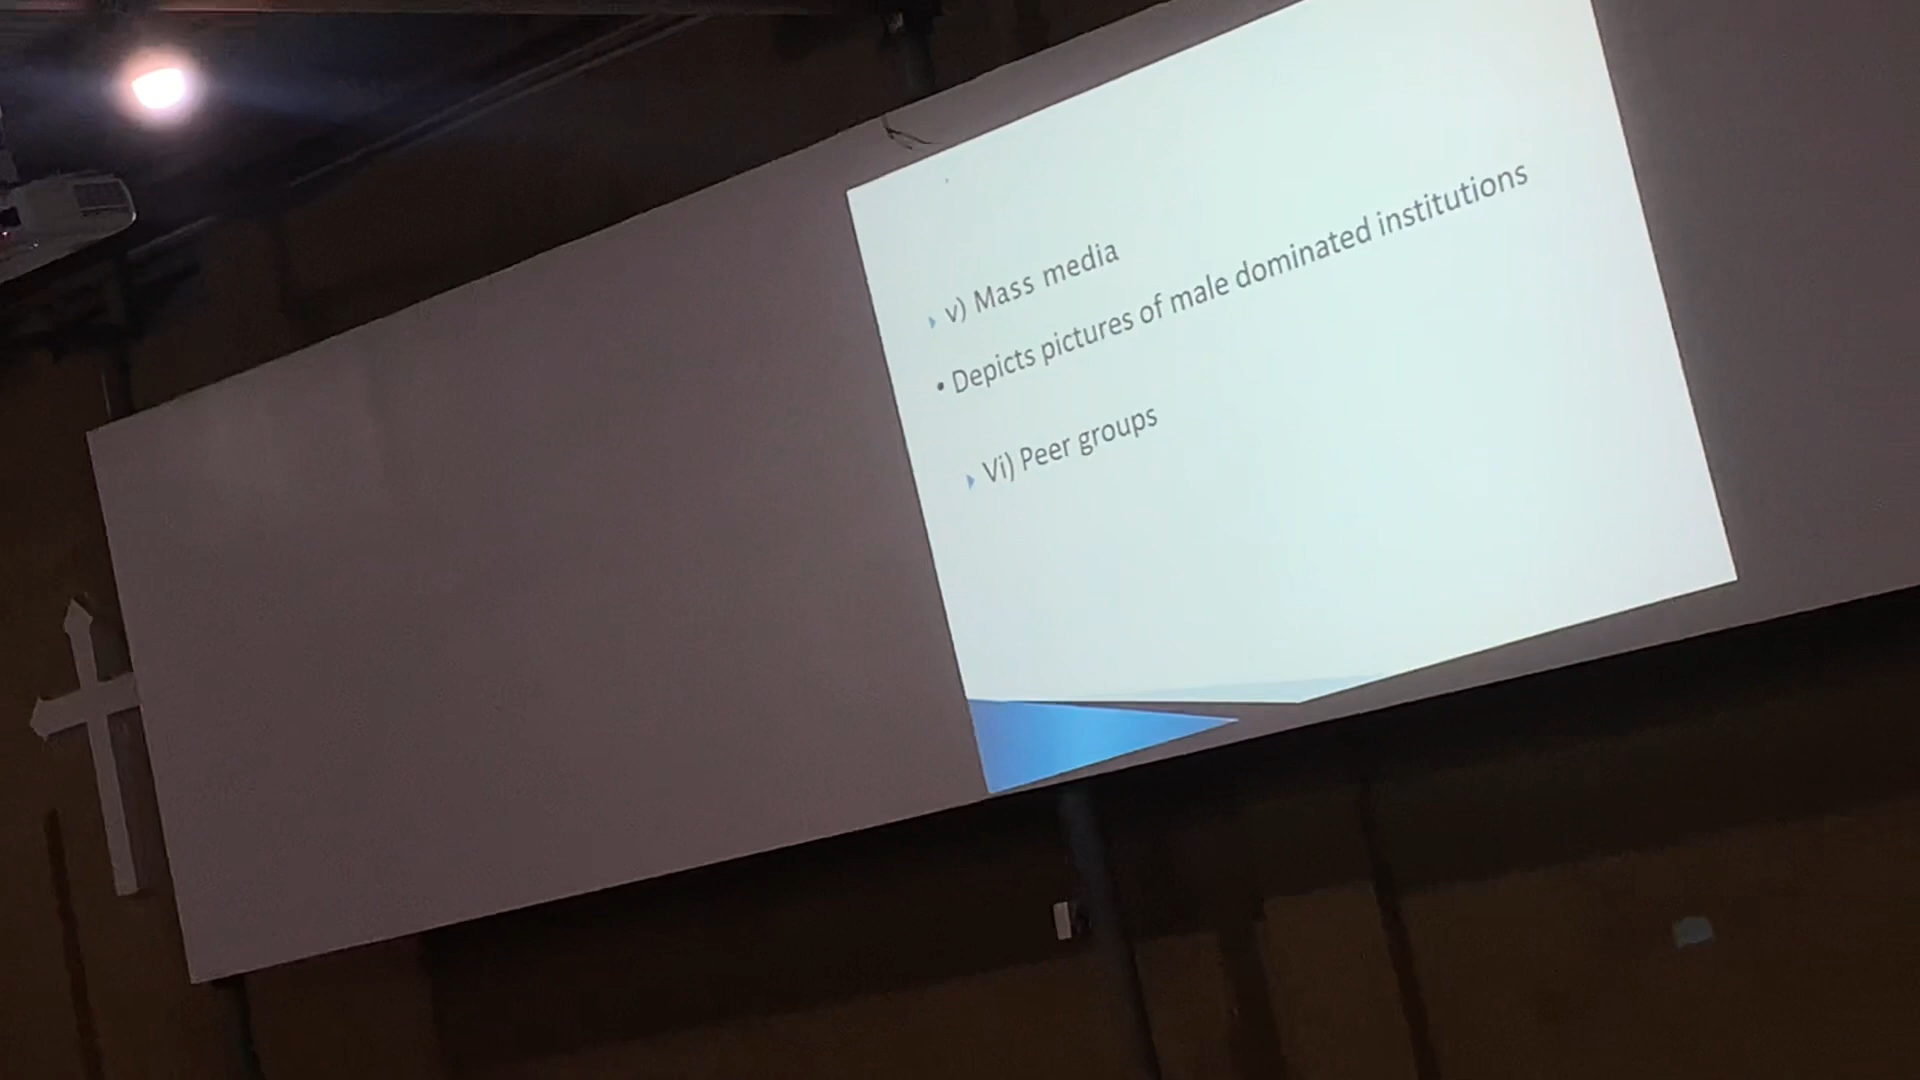 v) Mass media
• Depicts pictures of male dominated institutions
Vi) Peer groups